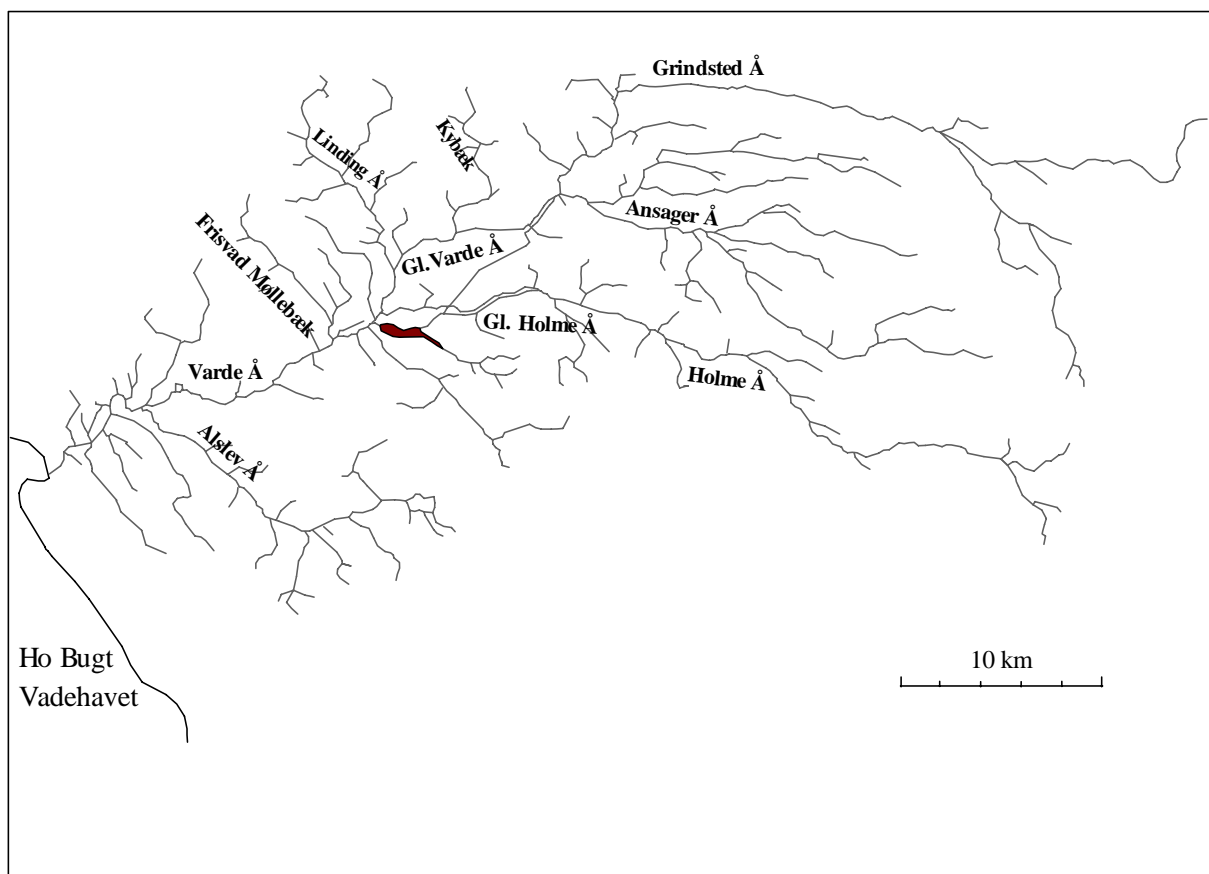 Grindsted Å
Kybæk
Linding Å
Ansager Å
Frisvad Møllebæk
Gl.Varde Å
Gl. Holme Å
Varde Å
Holme Å
Alslev Å
Ho Bugt
Vadehavet
10 km